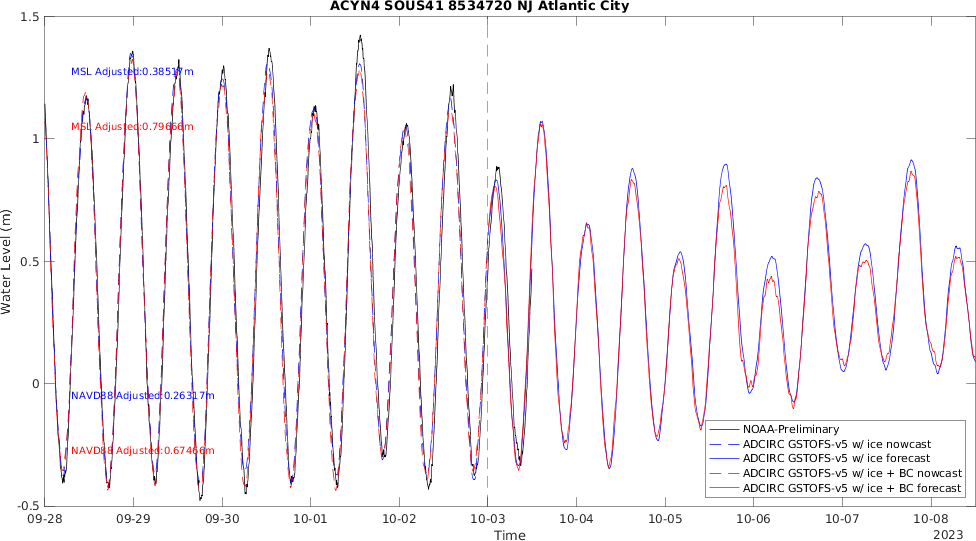 ACYN4 SOUS41 8534720 NJ Atlantic City
1.5
MSL Adjusted:0.38517m
MSL Adjusted:0.79666m
1
Water Level (m)
0.5
0
NAVD88 Adjusted:0.26317m
NAVD88 Adjusted:0.67466m
NOAA-Preliminary
ADCIRC GSTOFS-v5 w/ ice nowcast
ADCIRC GSTOFS-v5 w/ ice forecast
ADCIRC GSTOFS-v5 w/ ice + BC nowcast
ADCIRC GSTOFS-v5 w/ ice + BC forecast
-0.5
09-28 09-29 09-30 10-01 10-02 10-03 10-04 10-05 10-06 10-07 10-08
Time
2023